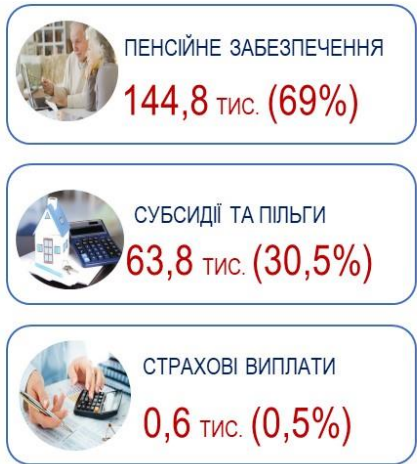 ПЕНСІЙНЕ ЗАБЕЗПЕЧЕННЯ
144,8 тис. (69%)
СУБСИДІЇ ТА ПІЛЬГИ
63,8 тис. (30,5%)
СТРАХОВІ ВИПЛАТИ
0,6 тис. (0,5%)